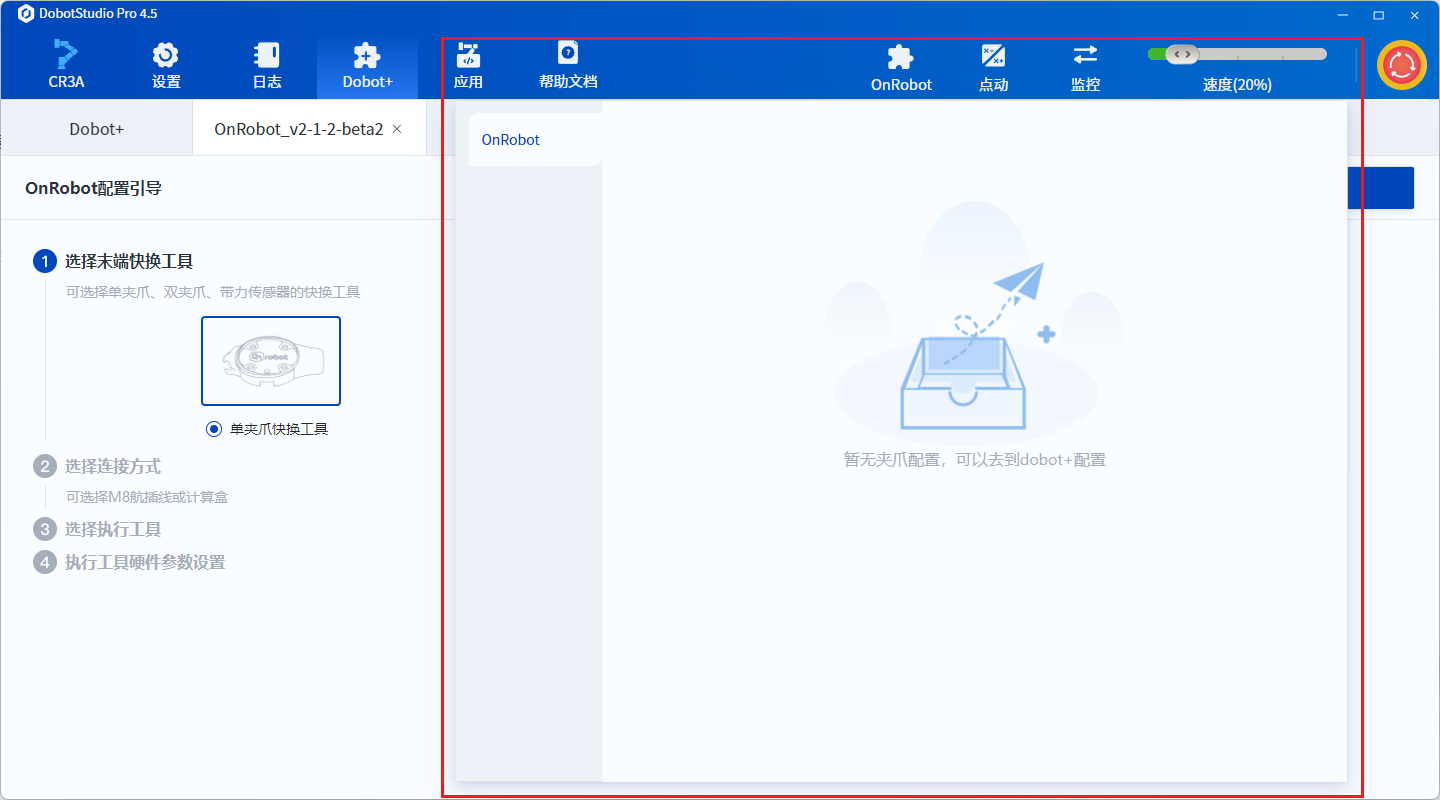 DobotStudio Pro 4.5
CR3A
设置
日志
Dobot+
应用
帮助文档
OnRobot
点动
监控
速度(20%)
Dobot+
OnRobot_v2-1-2-beta2
OnRobot配置引导
1 选择末端快换工具
可选择单夹爪、双夹爪、带力传感器的快换工具
OnRobot
单夹爪快换工具
2 选择连接方式
可选择M8航插线或计算盒
3 选择执行工具
4 执行工具硬件参数设置
OnRobot
暂无夹爪配置，可以去到dobot+配置